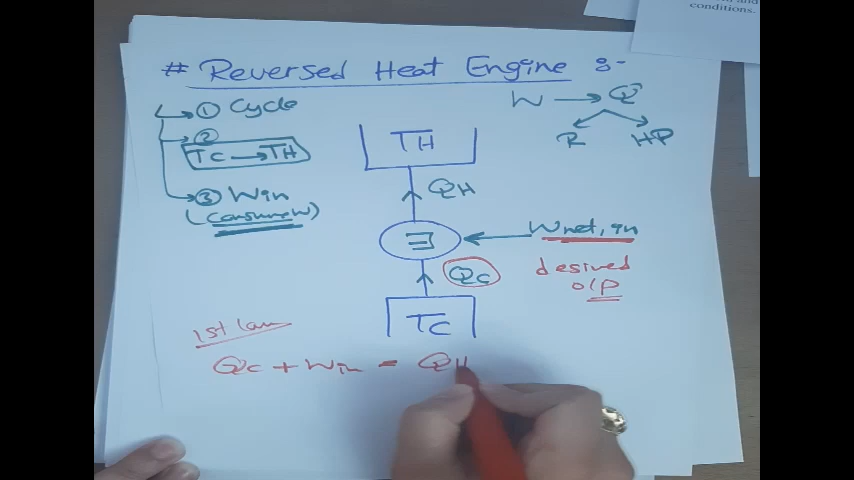 conditions.
# Reversed Heat Engine :-
→ ① Cycle
→ ②
TC → TH
→ ③ Win
(consume W)
W → Q
R HP
TH
QH
E
Wnet, in
QC
desired
o/p
TC
1st law
Qc + Win = QH